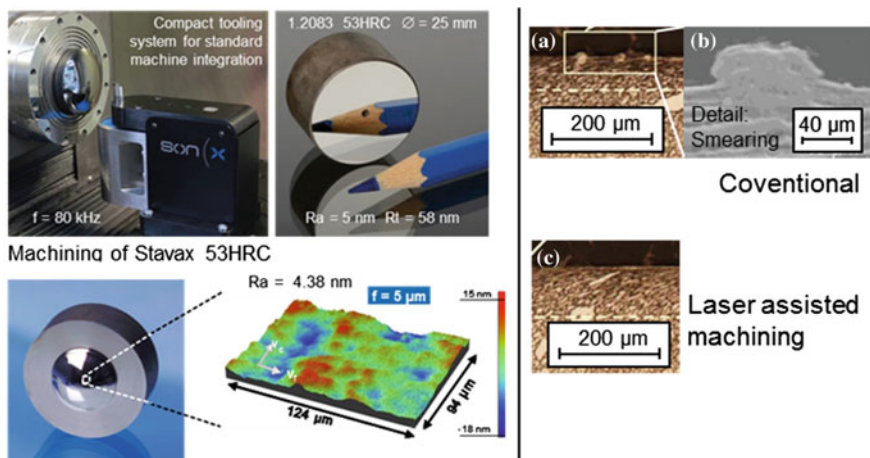 Compact tooling
system for standard
machine integration
son(x
f = 80 kHz
1.2083 53HRC Ø = 25 mm
Ra = 5 nm Rt = 58 nm
Machining of Stavax 53HRC
Ra = 4.38 nm
f = 5 µm
15 nm
-18 nm
124 µm
94 µm
(a)
200 µm
(b)
Detail:
Smearing
40 µm
Coventional
(c)
200 µm
Laser assisted
machining